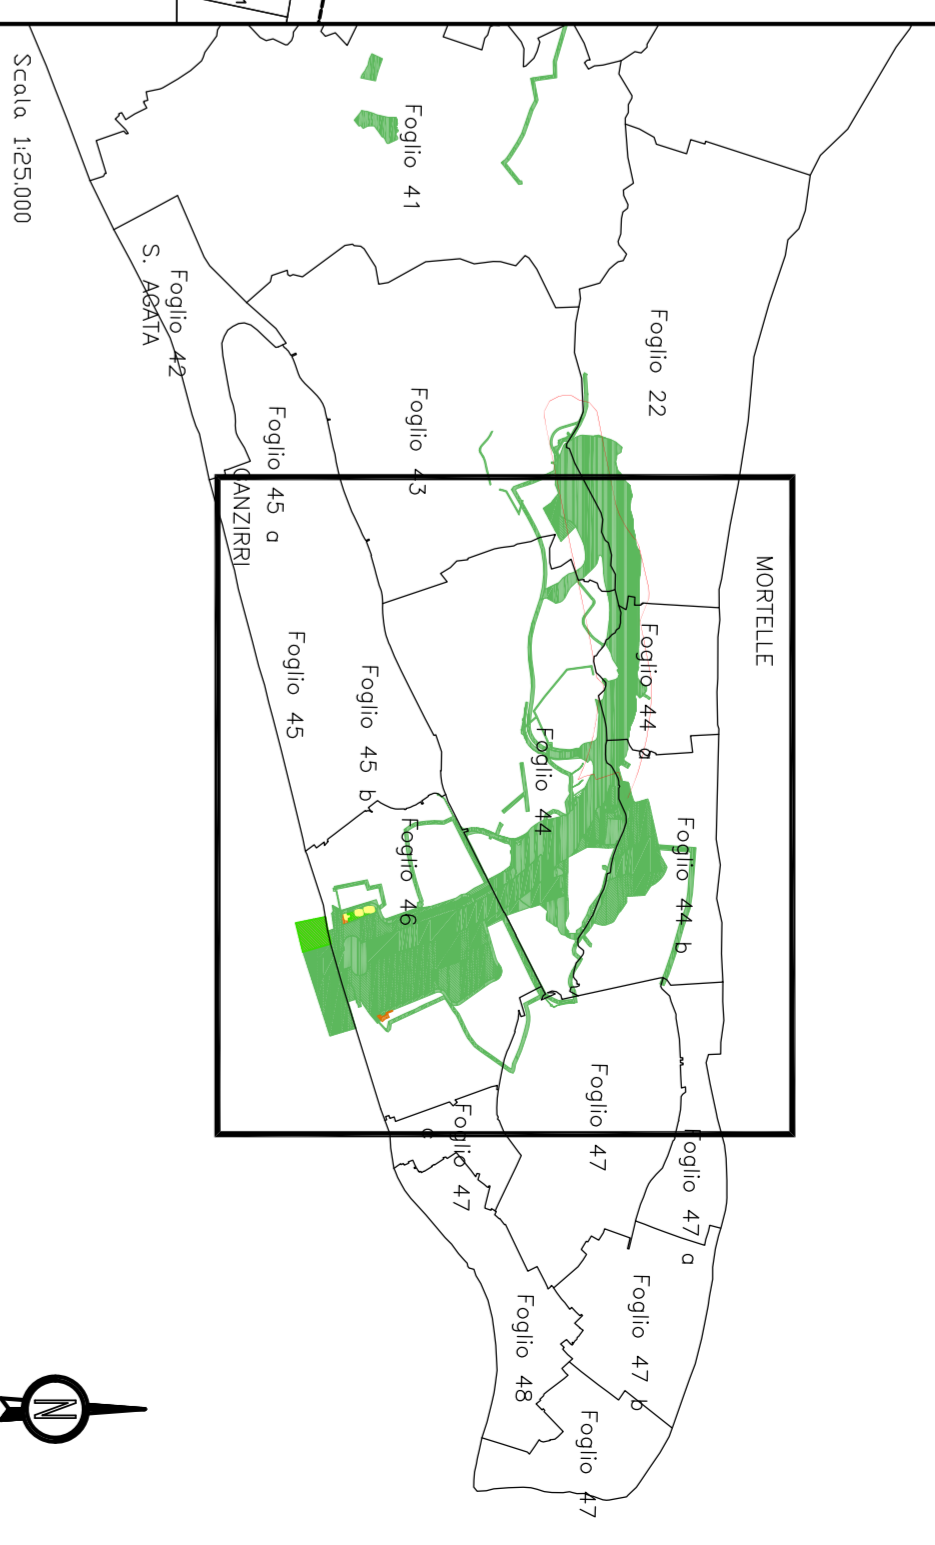 Scala 1:25.000
Foglio 41
S. AGATA
Foglio 42
Foglio 22
Foglio 43
Foglio 45 a
GANZIRRI
MORTELLE
Foglio 44 a
Foglio 45
Foglio 45 b
Foglio 44
Foglio 46
Foglio 44 b
Foglio 47
Foglio 47
c
Foglio 47 a
Foglio 47 b
Foglio 48
Foglio 47
N